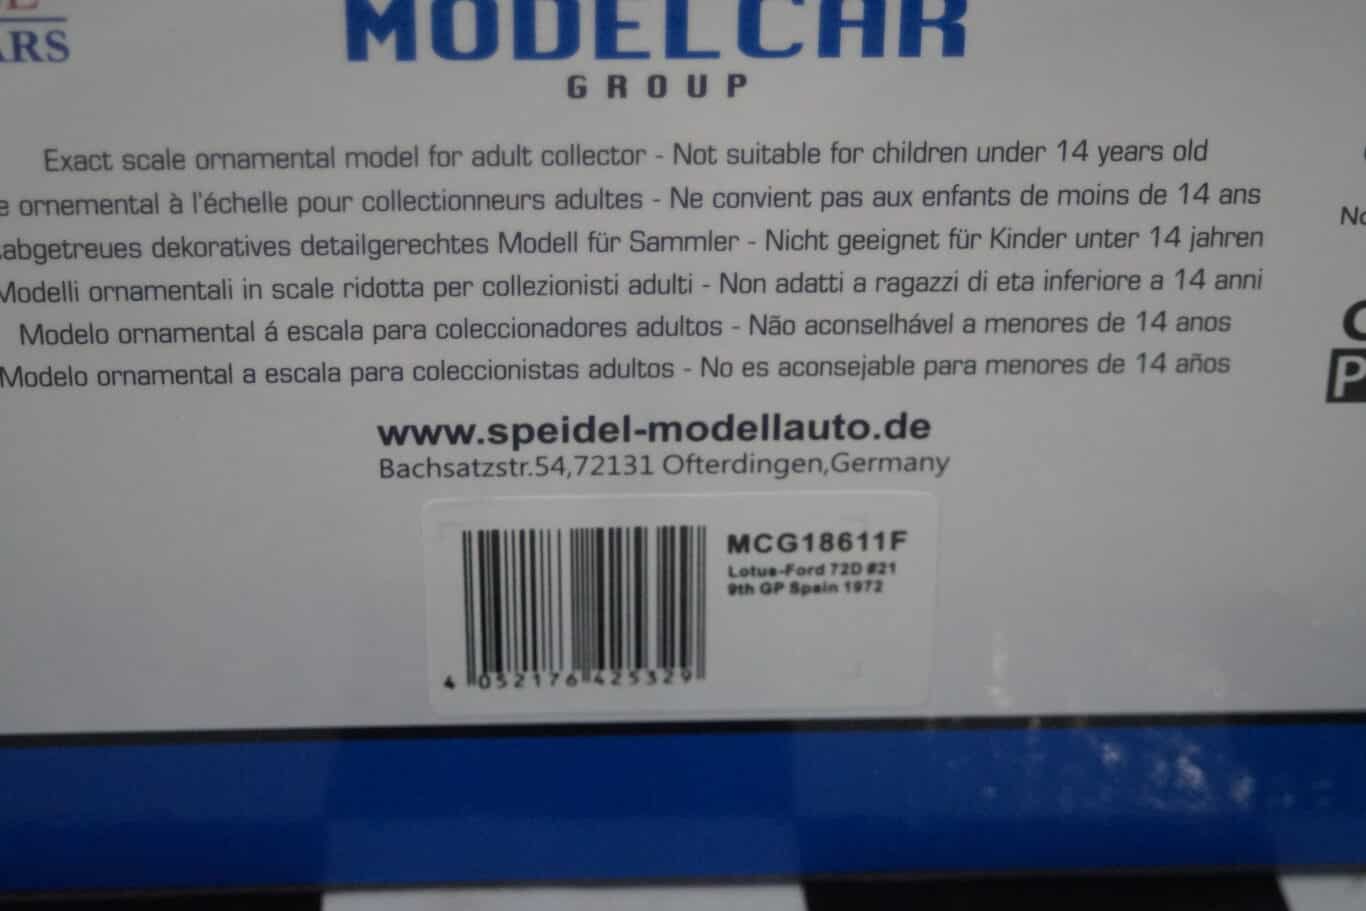 ARS
MODELCAR
GROUP
Exact scale ornamental model for adult collector - Not suitable for children under 14 years old
e ornemental à l'échelle pour collectionneurs adultes - Ne convient pas aux enfants de moins de 14 ans
abgetreues dekoratives detailgerechtes Modell für Sammler - Nicht geeignet für Kinder unter 14 jahren
Modelli ornamentali in scale ridotta per collezionisti adulti - Non adatti a ragazzi di eta inferiore a 14 anni
Modelo ornamental á escala para coleccionadores adultos - Não aconselhável a menores de 14 anos
Modelo ornamental a escala para coleccionistas adultos - No es aconsejable para menores de 14 años
www.speidel-modellauto.de
Bachsatzstr.54,72131 Ofterdingen,Germany
MCG18611F
Lotus-Ford 72D #21
9th GP Spain 1972
4 052176 425329